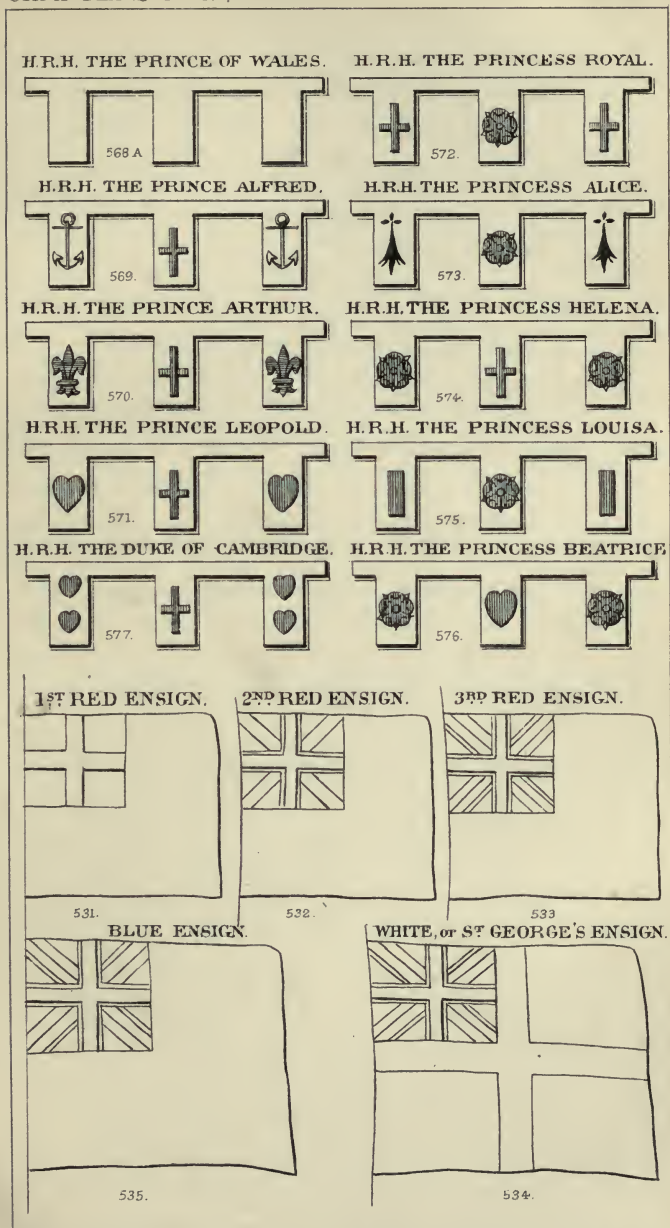 H.R.H. THE PRINCE OF WALES.
568 A
H.R.H. THE PRINCESS ROYAL.
572.
H.R.H. THE PRINCE ALFRED.
569.
H.R.H. THE PRINCESS ALICE.
573.
H.R.H. THE PRINCE ARTHUR.
570.
H.R.H. THE PRINCESS HELENA.
574.
H.R.H. THE PRINCE LEOPOLD.
571.
H.R.H. THE PRINCESS LOUISA.
575.
H.R.H. THE DUKE OF CAMBRIDGE.
577.
H.R.H. THE PRINCESS BEATRICE
576.
1ST RED ENSIGN.
531.
2ND RED ENSIGN.
532.
3RD RED ENSIGN.
533
BLUE ENSIGN.
535.
WHITE, or ST GEORGE'S ENSIGN.
534.